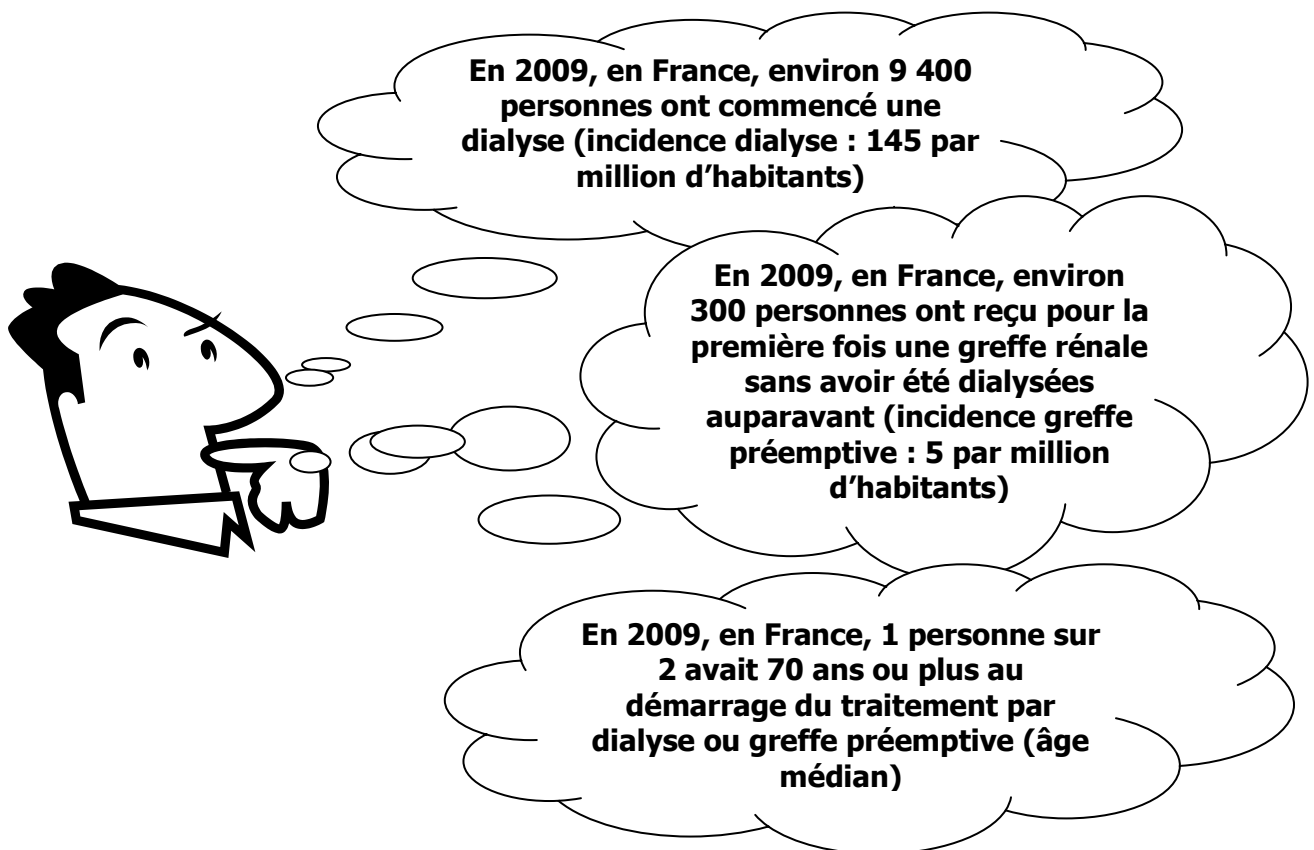 En 2009, en France, environ 9 400
personnes ont commencé une
dialyse (incidence dialyse : 145 par
million d’habitants)
En 2009, en France, environ
300 personnes ont reçu pour la
première fois une greffe rénale
sans avoir été dialysées
auparavant (incidence greffe
préemptive : 5 par million
d’habitants)
En 2009, en France, 1 personne sur
2 avait 70 ans ou plus au
démarrage du traitement par
dialyse ou greffe préemptive (âge
médian)